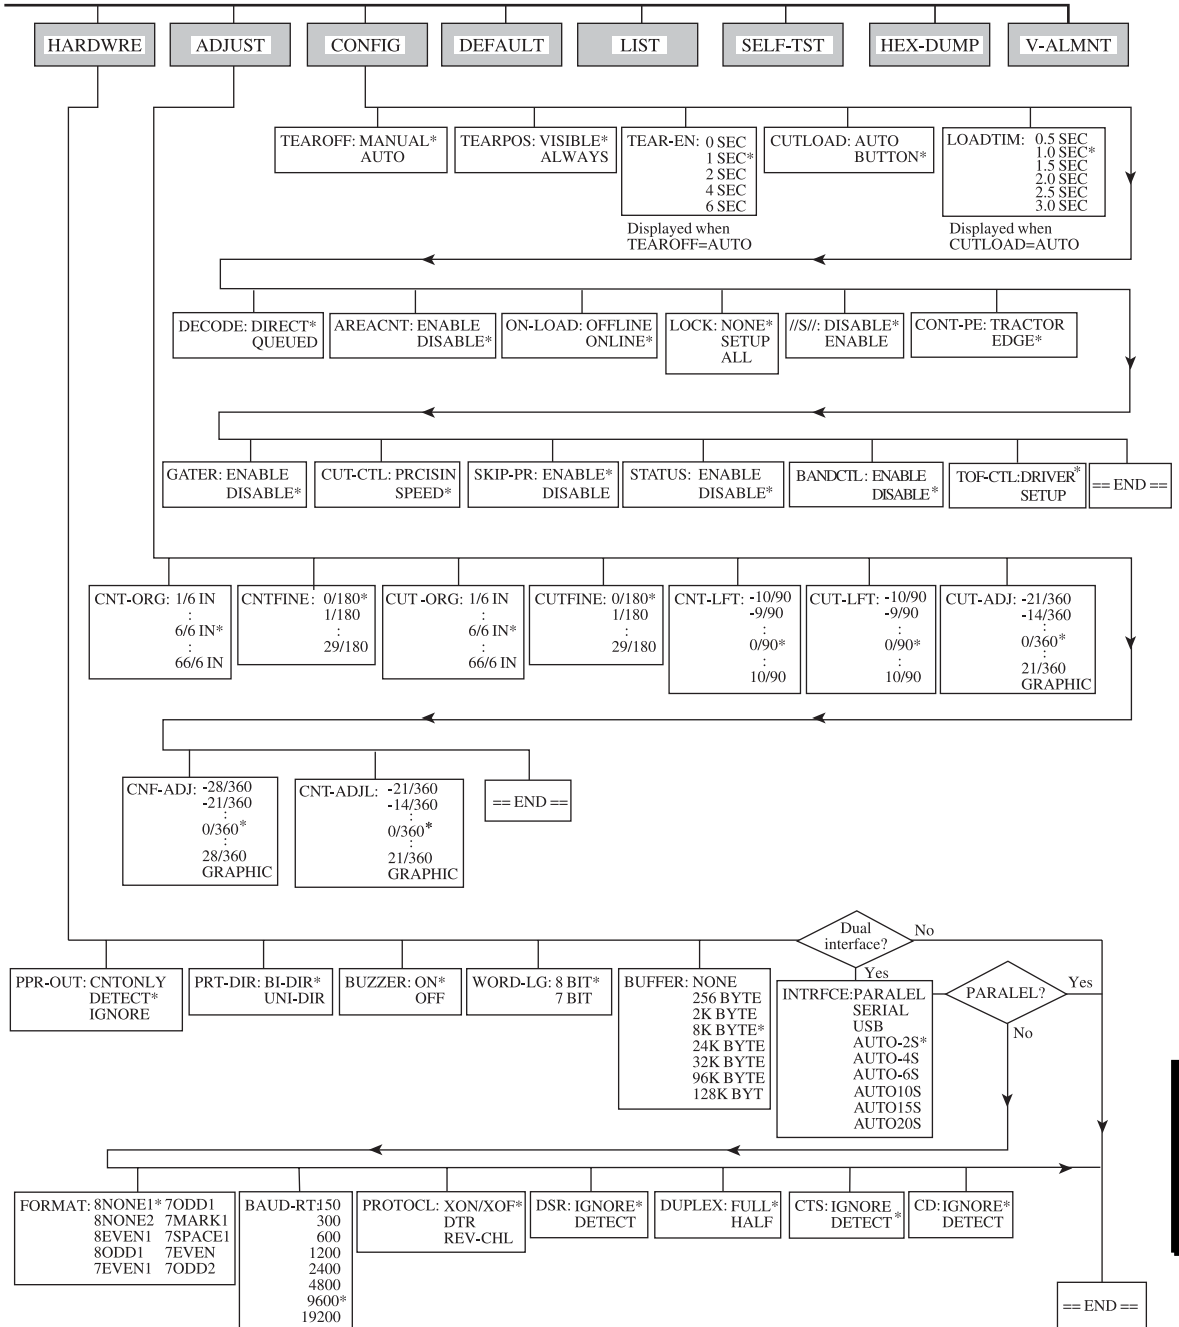 HARDWRE ADJUST CONFIG DEFAULT LIST SELF-TST HEX-DUMP V-ALMNT
TEAROFF: MANUAL*
AUTO
TEARPOS: VISIBLE*
ALWAYS
TEAR-EN: 0 SEC
1 SEC*
2 SEC
4 SEC
6 SEC
Displayed when
TEAROFF=AUTO
CUTLOAD: AUTO
BUTTON*
LOADTIM: 0.5 SEC
1.0 SEC*
1.5 SEC
2.0 SEC
2.5 SEC
3.0 SEC
Displayed when
CUTLOAD=AUTO
DECODE: DIRECT*
QUEUED
AREACNT: ENABLE
DISABLE*
ON-LOAD: OFFLINE
ONLINE*
LOCK: NONE*
SETUP
ALL
//S//: DISABLE*
ENABLE
CONT-PE: TRACTOR
EDGE*
GATER: ENABLE
DISABLE*
CUT-CTL: PRCISIN
SPEED*
SKIP-PR: ENABLE*
DISABLE
STATUS: ENABLE
DISABLE*
BANDCTL: ENABLE
DISABLE*
TOF-CTL:DRIVER*
SETUP
== END ==
CNT-ORG: 1/6 IN
:
6/6 IN*
:
66/6 IN
CNTFINE: 0/180*
1/180
:
29/180
CUT -ORG: 1/6 IN
:
6/6 IN*
:
66/6 IN
CUTFINE: 0/180*
1/180
:
29/180
CNT-LFT: -10/90
-9/90
:
0/90*
:
10/90
CUT-LFT: -10/90
-9/90
:
0/90*
:
10/90
CUT-ADJ: -21/360
-14/360
:
0/360*
:
21/360
GRAPHIC
CNF-ADJ: -28/360
-21/360
:
0/360*
:
28/360
GRAPHIC
CNT-ADJL: -21/360
-14/360
:
0/360*
:
21/360
GRAPHIC
== END ==
Dual
interface?
No
Yes
PPR-OUT: CNTONLY
DETECT*
IGNORE
PRT-DIR: BI-DIR*
UNI-DIR
BUZZER: ON*
OFF
WORD-LG: 8 BIT*
7 BIT
BUFFER: NONE
256 BYTE
2K BYTE
8K BYTE*
24K BYTE
32K BYTE
96K BYTE
128K BYT
INTRFCE:PARALEL
SERIAL
USB
AUTO-2S*
AUTO-4S
AUTO-6S
AUTO10S
AUTO15S
AUTO20S
PARALEL?
Yes
No
FORMAT: 8NONE1* 7ODD1
8NONE2 7MARK1
8EVEN1 7SPACE1
8ODD1 7EVEN
7EVEN1 7ODD2
BAUD-RT:150
300
600
1200
2400
4800
9600*
19200
PROTOCL: XON/XOF*
DTR
REV-CHL
DSR: IGNORE*
DETECT
DUPLEX: FULL*
HALF
CTS: IGNORE
DETECT*
CD: IGNORE*
DETECT
== END ==